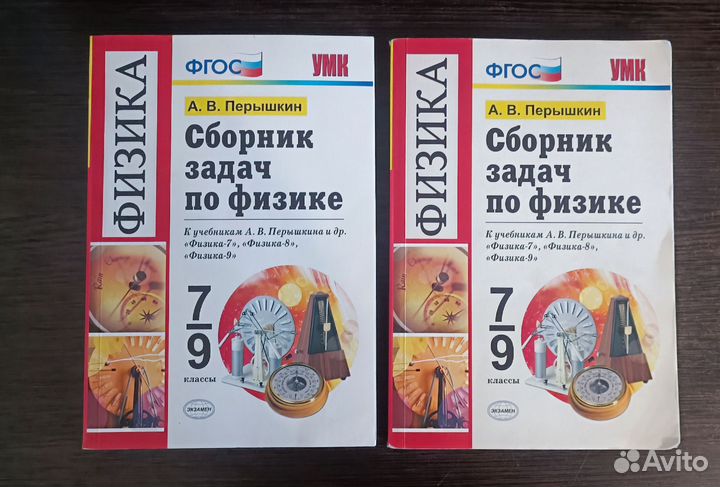 ФИЗИКА
ФГОС
УМК
А. В. Перышкин
Сборник
задач
по физике
К учебникам А. В. Перышкина и др.
«Физика-7», «Физика-8»,
«Физика-9»
7
9
классы
ЭКЗАМЕН
ФИЗИКА
ФГОС
УМК
А. В. Перышкин
Сборник
задач
по физике
К учебникам А. В. Перышкина и др.
«Физика-7», «Физика-8»,
«Физика-9»
7
9
классы
ЭКЗАМЕН
Avito